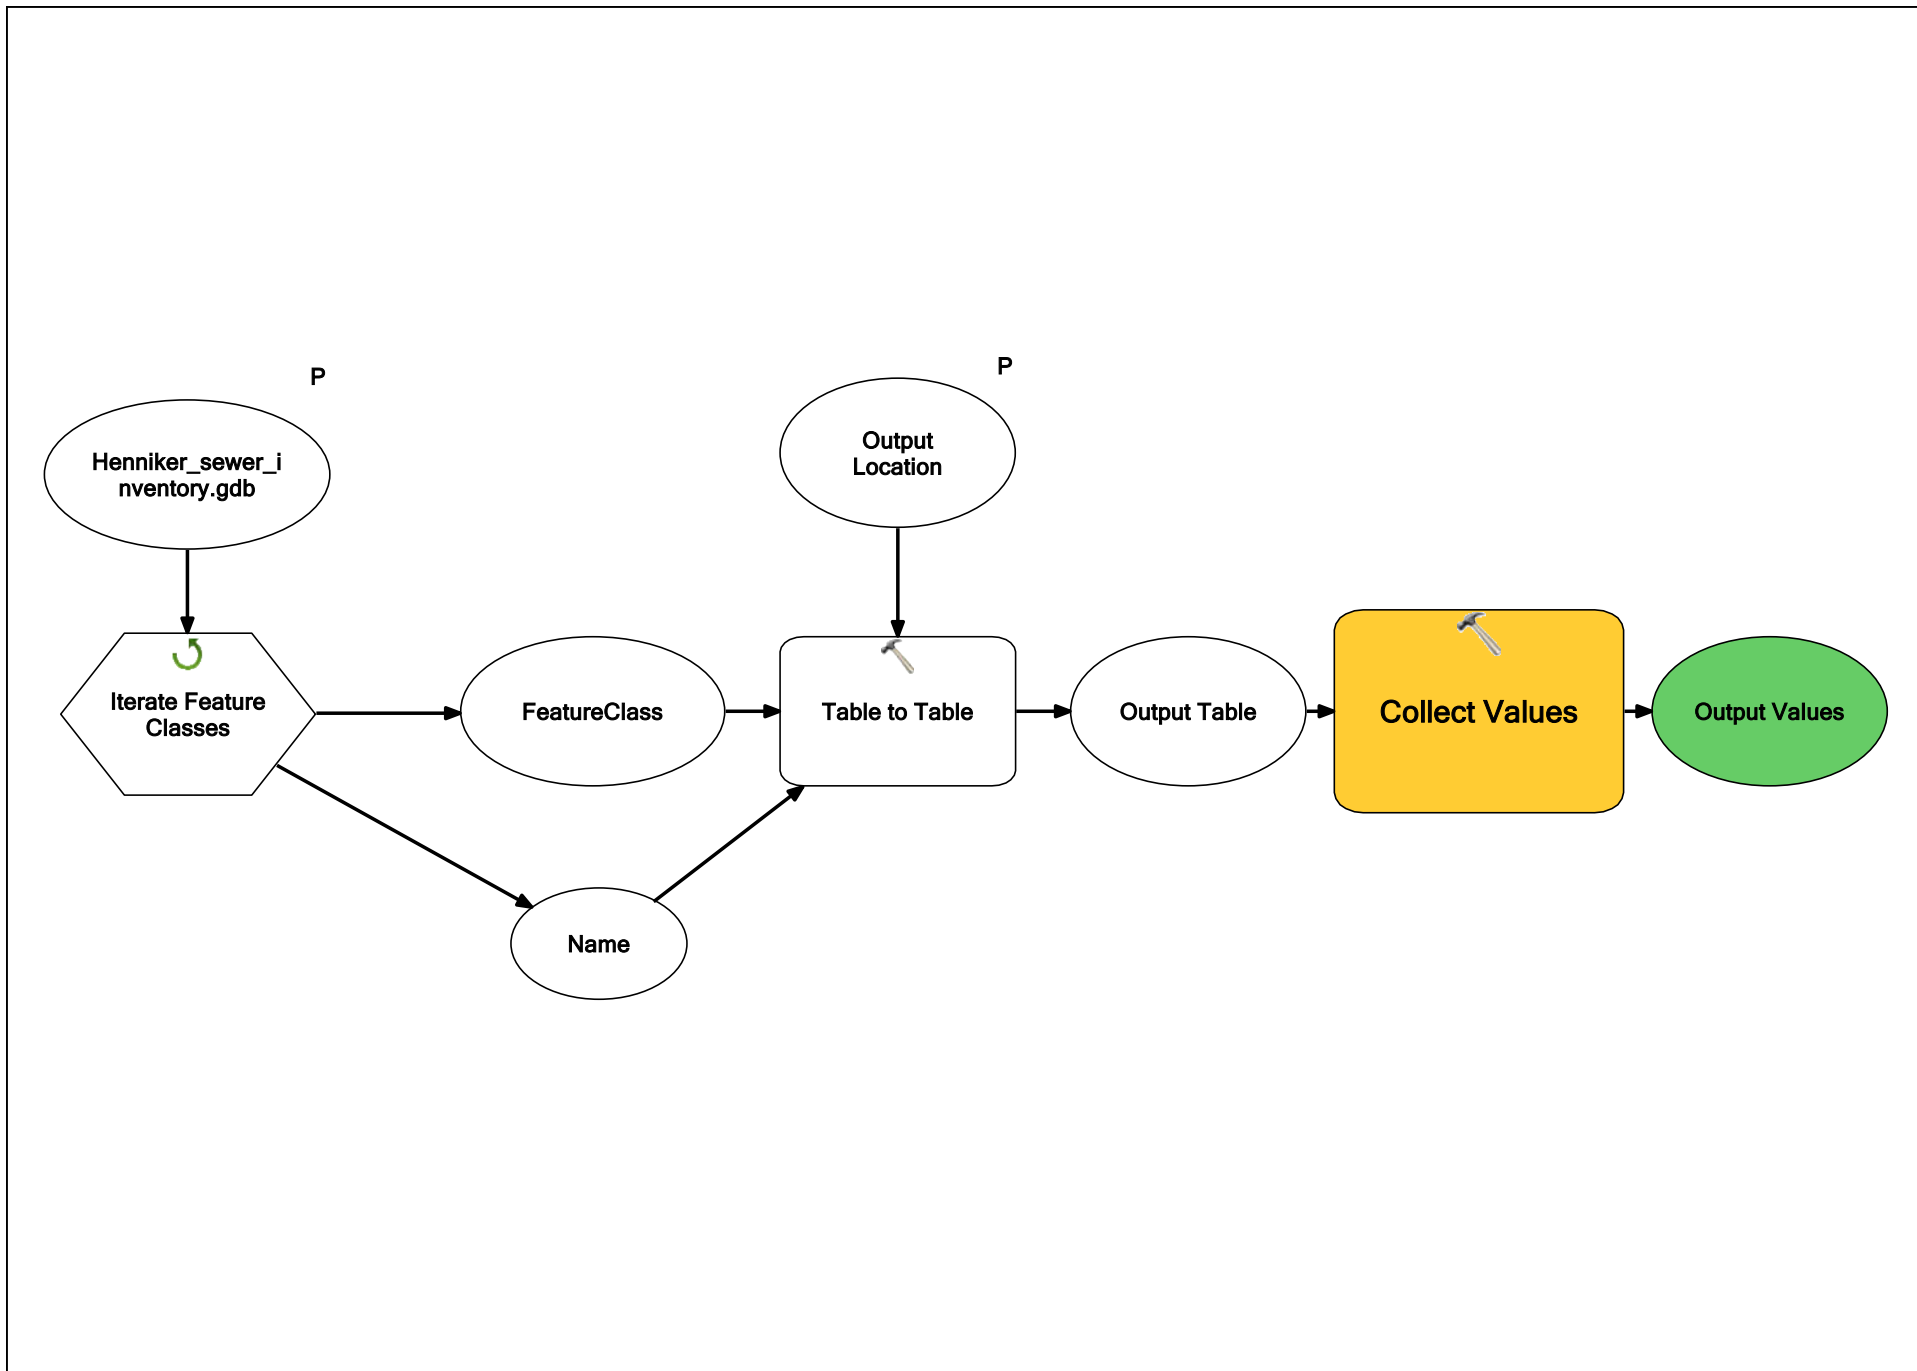 P
P
Henniker_sewer_i
nventory.gdb
Output
Location
Iterate Feature
Classes
FeatureClass
Table to Table
Output Table
Collect Values
Output Values
Name